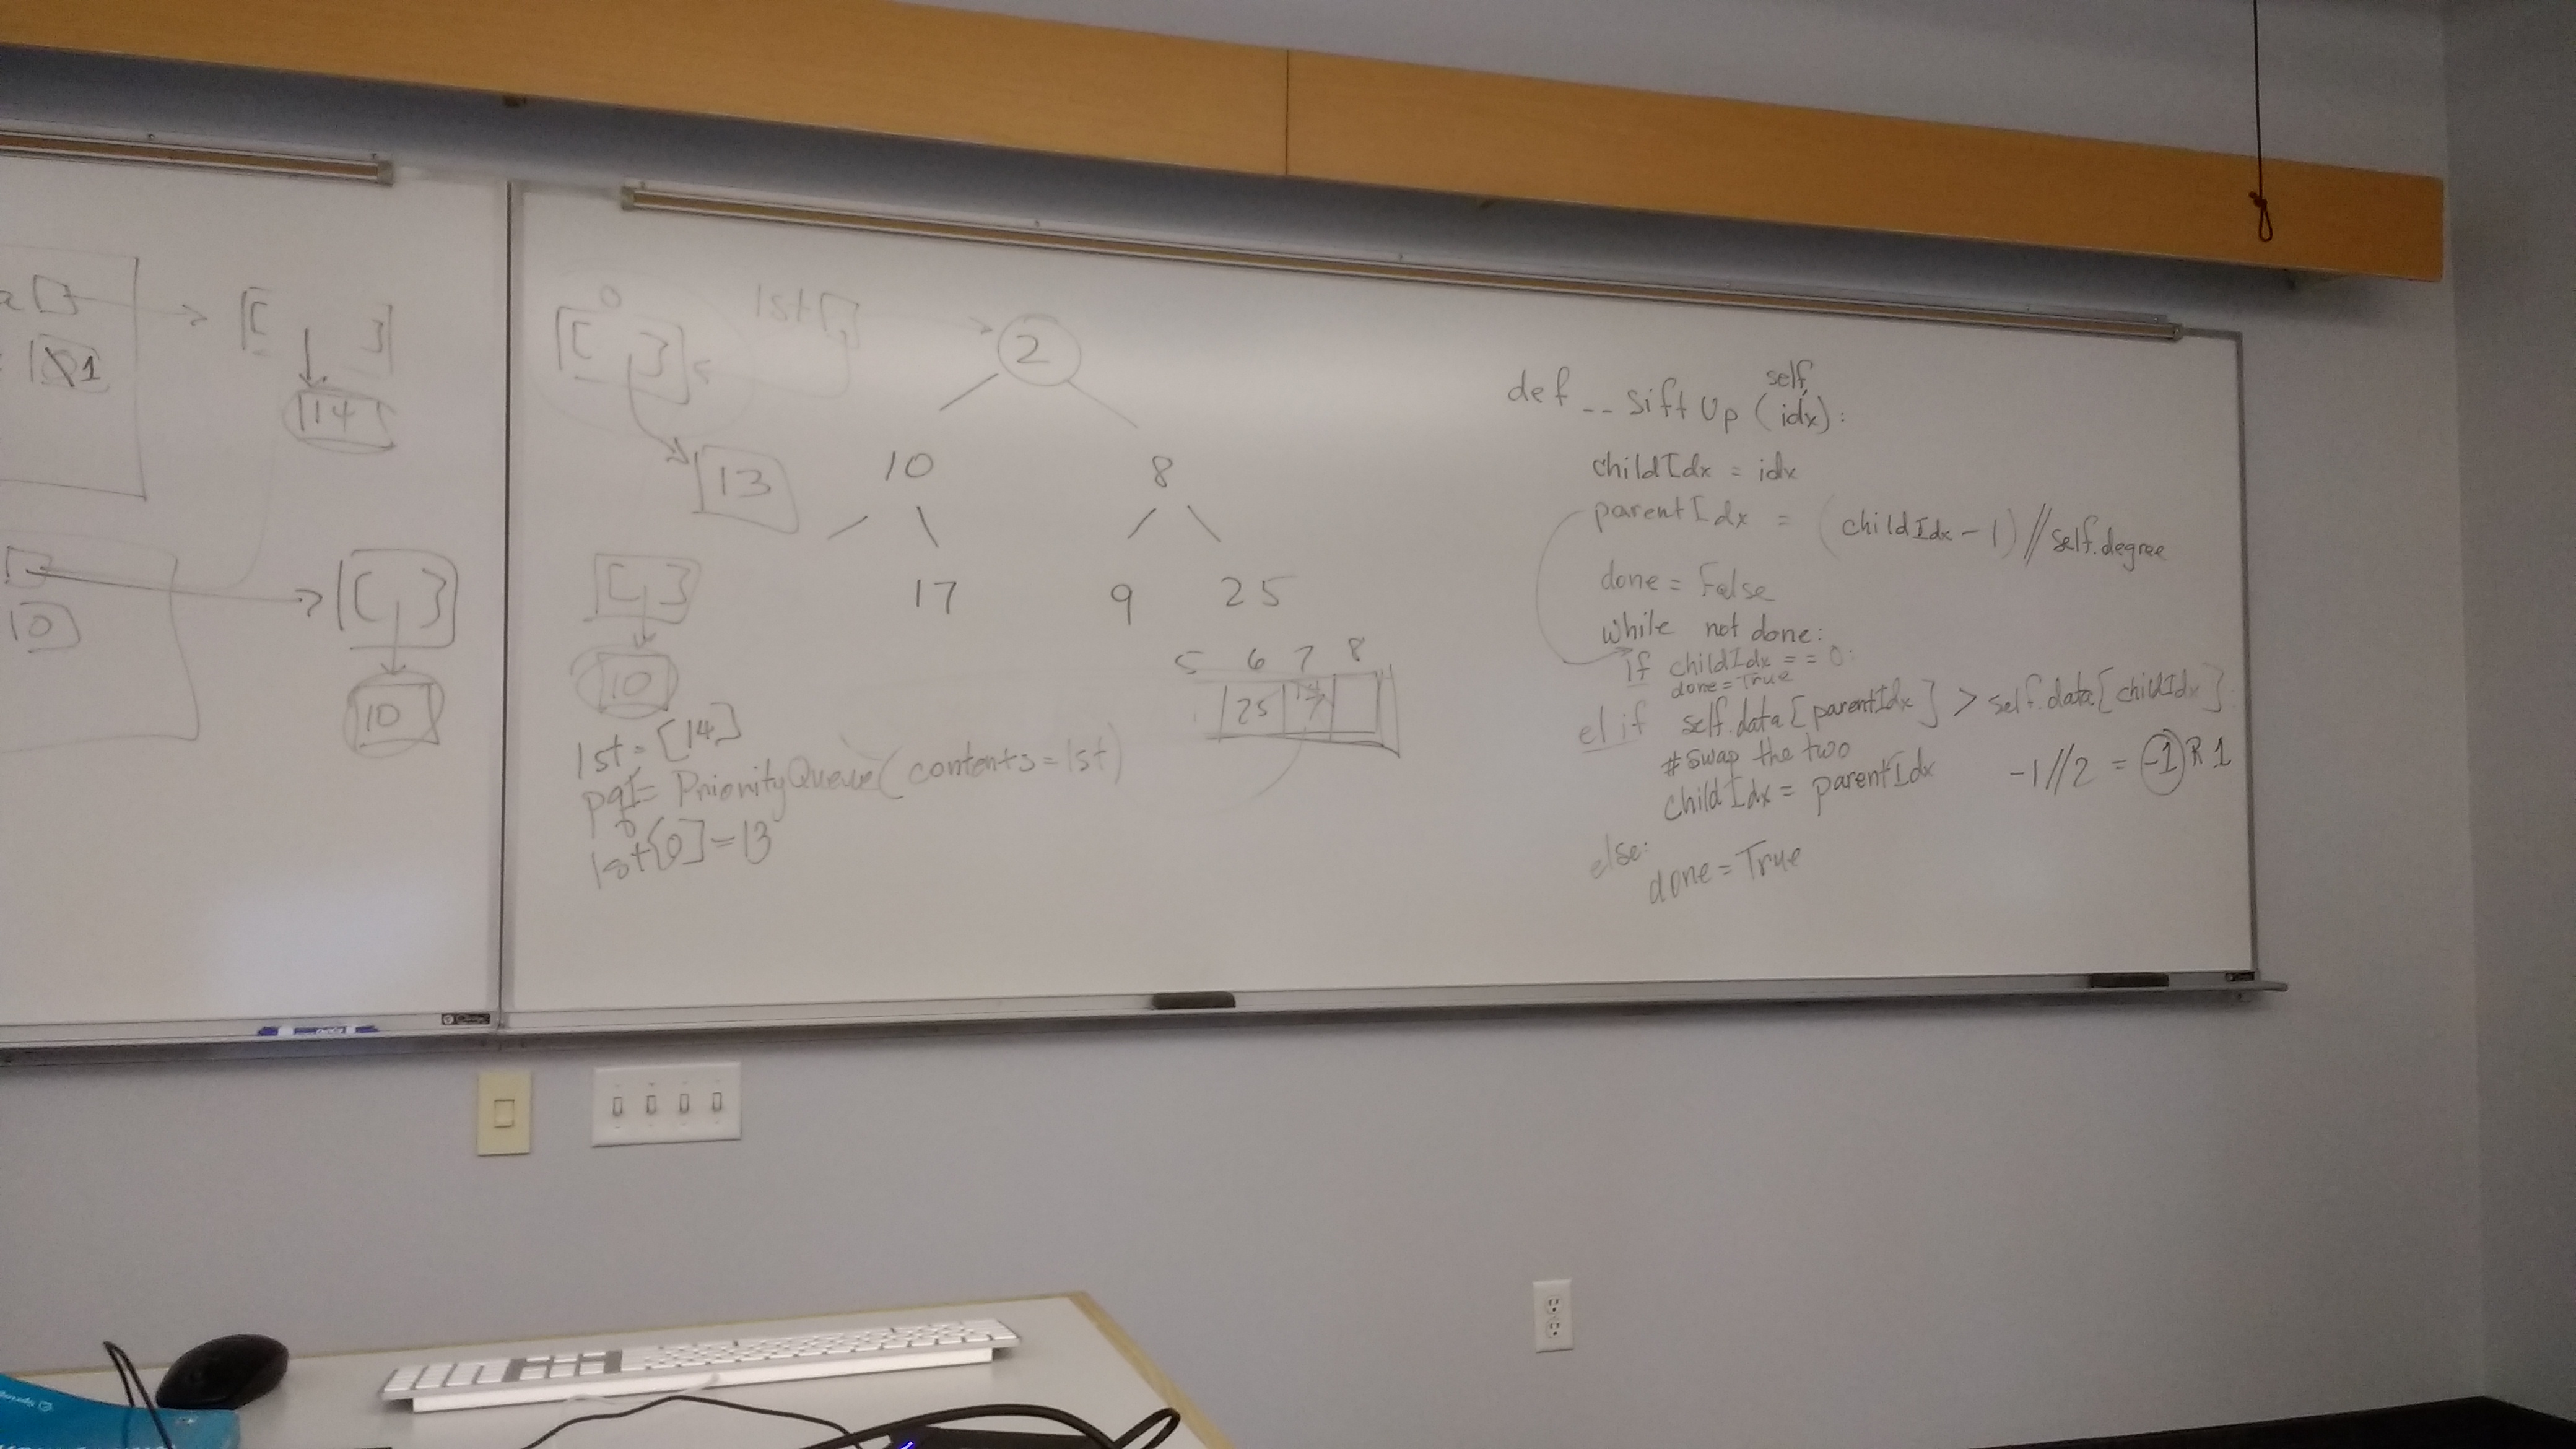 1
14
10
10
0
lst
13
2
10 8
17 9 25
10
5 6 7 8
25
lst = [14]
PriorityQueue(contents = lst)
lst[0] = 13
self,
def __siftUp (idx):
childIdx = idx
parentIdx = (childIdx - 1) // self.degree
done = False
while not done:
if childIdx == 0:
done = True
elif self.data[parentIdx] > self.data[childIdx]:
# swap the two
childIdx = parentIdx
-1//2 = -1 R 1
else:
done = True